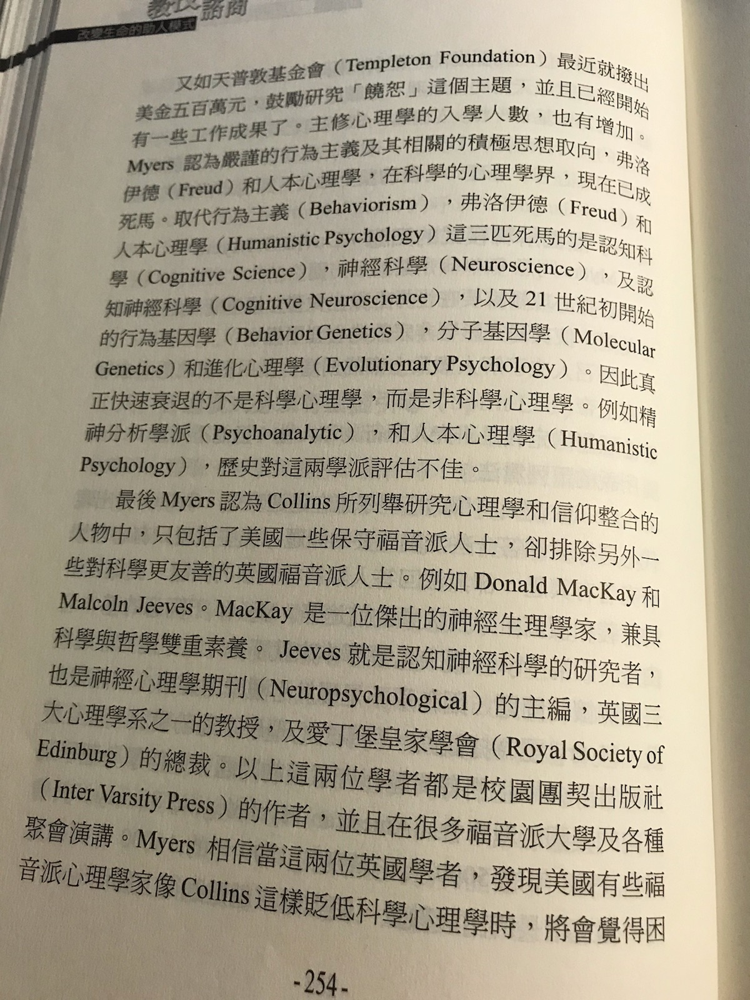 教技諮商
改變生命的助人模式
又如天普敦基金會（Templeton Foundation）最近就撥出
美金五百萬元，鼓勵研究「饒恕」這個主題，並且已經開始
有一些工作成果了。主修心理學的入學人數，也有增加。
Myers 認為嚴謹的行為主義及其相關的積極思想取向，弗洛
伊德（Freud）和人本心理學，在科學的心理學界，現在已成
死馬。取代行為主義（Behaviorism），弗洛伊德（Freud）和
人本心理學（Humanistic Psychology）這三匹死馬的是認知科
學（Cognitive Science），神經科學（Neuroscience），及認
知神經科學（Cognitive Neuroscience），以及 21 世紀初開始
的行為基因學（Behavior Genetics），分子基因學（Molecular
Genetics）和進化心理學（Evolutionary Psychology）。因此真
正快速衰退的不是科學心理學，而是非科學心理學。例如精
神分析學派（Psychoanalytic），和人本心理學（Humanistic
Psychology），歷史對這兩學派評估不佳。
最後 Myers 認為 Collins 所列舉研究心理學和信仰整合的
人物中，只包括了美國一些保守福音派人士，卻排除另外一
些對科學更友善的英國福音派人士。例如 Donald MacKay 和
Malcoln Jeeves。MacKay 是一位傑出的神經生理學家，兼具
科學與哲學雙重素養。 Jeeves 就是認知神經科學的研究者，
也是神經心理學期刊（Neuropsychological）的主編，英國三
大心理學系之一的教授，及愛丁堡皇家學會（Royal Society of
Edinburg）的總裁。以上這兩位學者都是校園團契出版社
（Inter Varsity Press）的作者，並且在很多福音派大學及各種
聚會演講。Myers 相信當這兩位英國學者，發現美國有些福
音派心理學家像 Collins 這樣貶低科學心理學時，將會覺得困
-254-